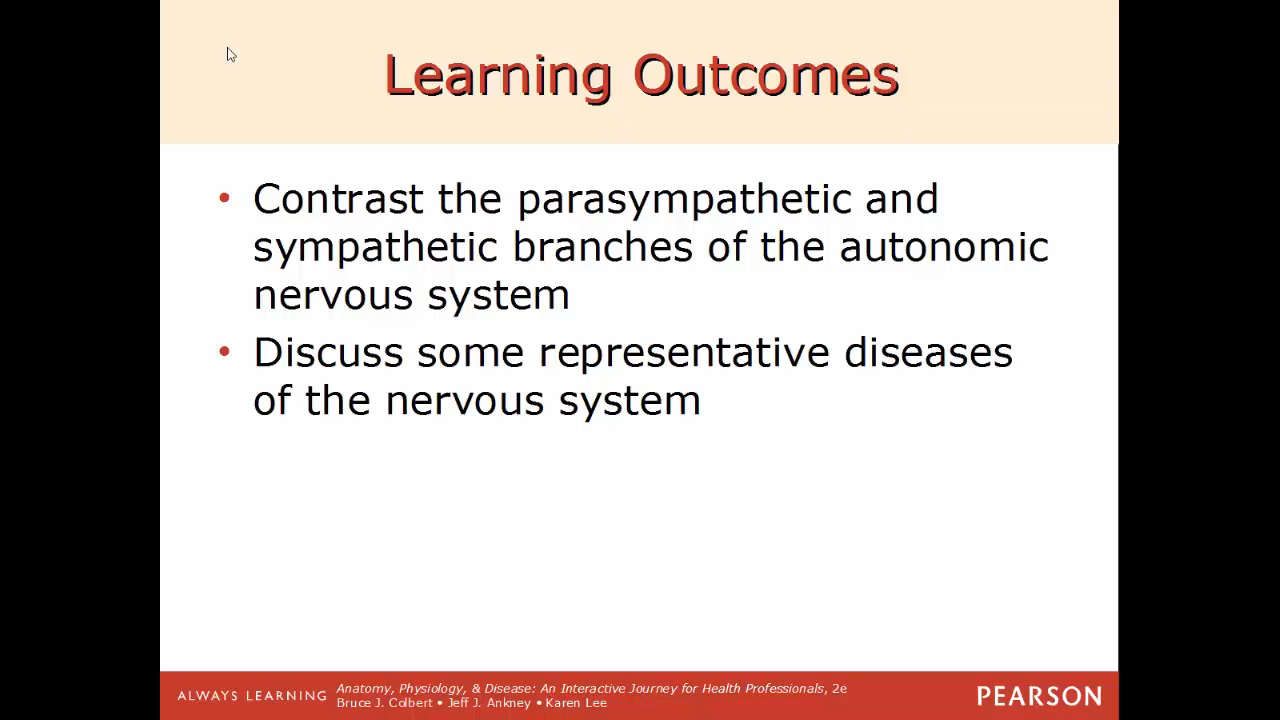 Learning Outcomes
• Contrast the parasympathetic and
sympathetic branches of the autonomic
nervous system
• Discuss some representative diseases
of the nervous system
ALWAYS LEARNING
Anatomy, Physiology, & Disease: An Interactive Journey for Health Professionals, 2e
Bruce J. Colbert • Jeff J. Ankney • Karen Lee
PEARSON